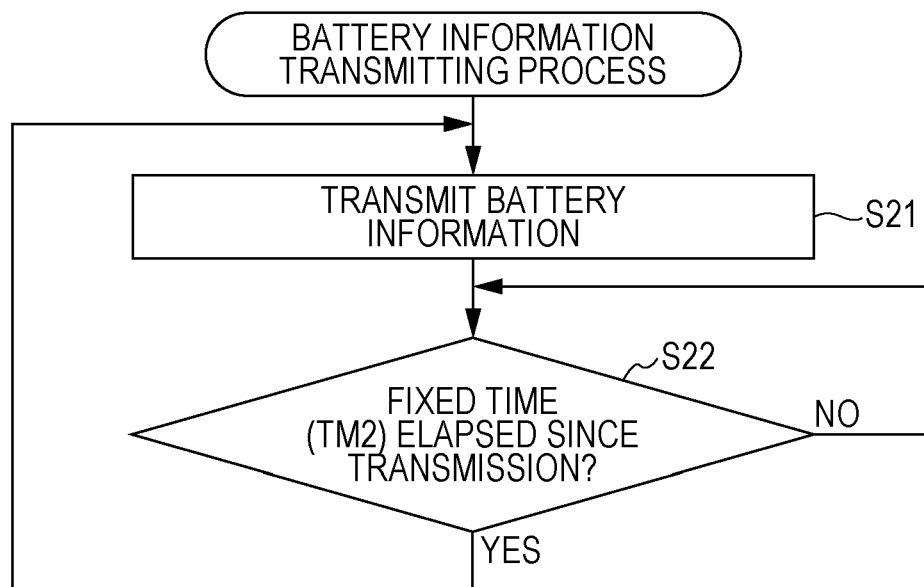 BATTERY INFORMATION
TRANSMITTING PROCESS
TRANSMIT BATTERY
INFORMATION
S21
S22
FIXED TIME
(TM2) ELAPSED SINCE
TRANSMISSION?
NO
YES